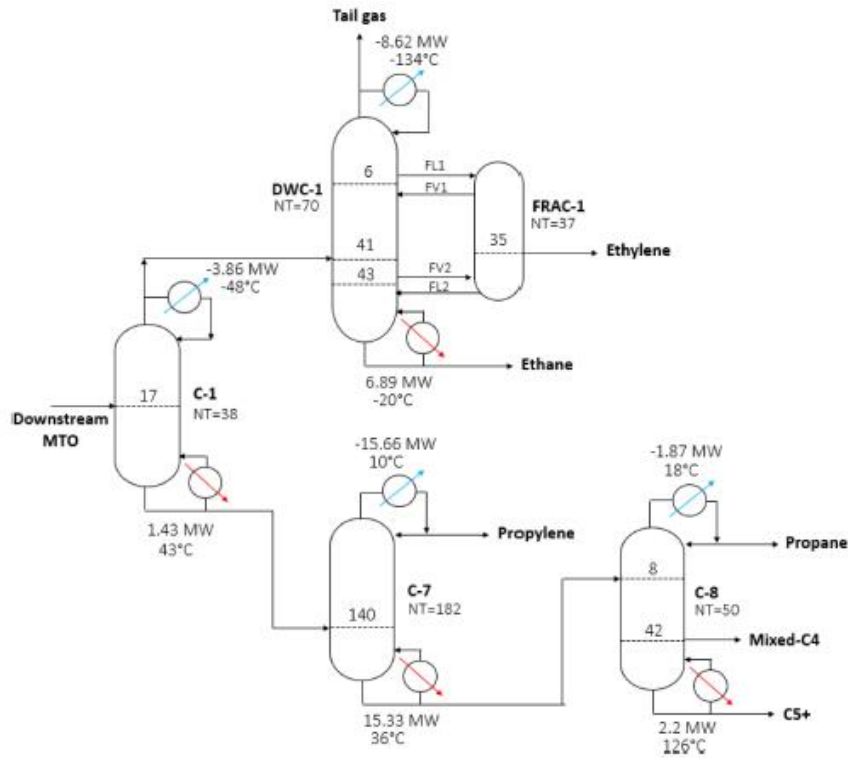 Tail gas
-8.62 MW
-134°C
DWC-1
NT=70
6
41
43
FL1
FV1
FV2
FL2
FRAC-1
NT=37
35
Ethylene
6.89 MW
-20°C
Ethane
-3.86 MW
-48°C
C-1
NT=38
17
Downstream
MTO
1.43 MW
43°C
-15.66 MW
10°C
Propylene
C-7
NT=182
140
15.33 MW
36°C
-1.87 MW
18°C
Propane
8
C-8
NT=50
42
Mixed-C4
C5+
2.2 MW
126°C